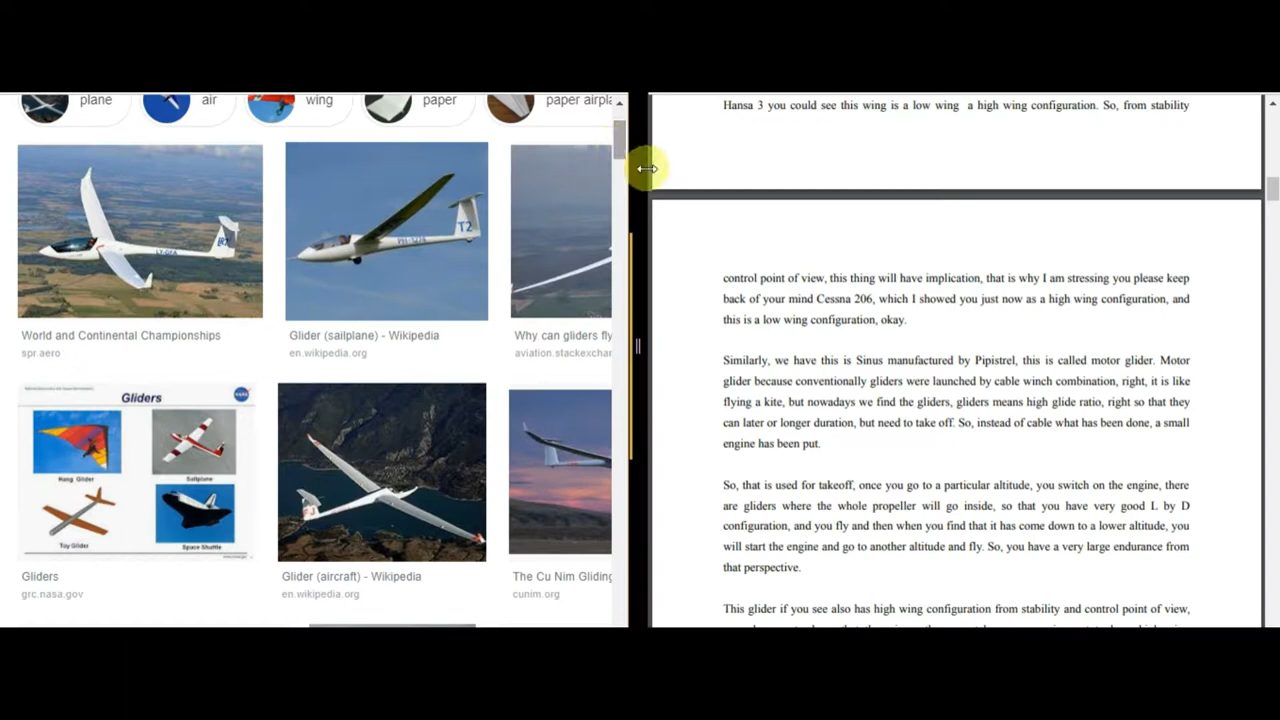 plane
air
wing
paper
paper airpla
World and Continental Championships
spr.aero
Glider (sailplane) - Wikipedia
en.wikipedia.org
Why can gliders fly
aviation.stackexchan
T2
Gliders
Hang Glider
Sailplane
Toy Glider
Space Shuttle
Gliders
grc.nasa.gov
Glider (aircraft) - Wikipedia
en.wikipedia.org
The Cu Nim Gliding
cunim.org
Hansa 3 you could see this wing is a low wing a high wing configuration. So, from stability
control point of view, this thing will have implication, that is why I am stressing you please keep
back of your mind Cessna 206, which I showed you just now as a high wing configuration, and
this is a low wing configuration, okay.
Similarly, we have this is Sinus manufactured by Pipistrel, this is called motor glider. Motor
glider because conventionally gliders were launched by cable winch combination, right, it is like
flying a kite, but nowadays we find the gliders, gliders means high glide ratio, right so that they
can later or longer duration, but need to take off. So, instead of cable what has been done, a small
engine has been put.
So, that is used for takeoff, once you go to a particular altitude, you switch on the engine, there
are gliders where the whole propeller will go inside, so that you have very good L by D
configuration, and you fly and then when you find that it has come down to a lower altitude, you
will start the engine and go to another altitude and fly. So, you have a very large endurance from
that perspective.
This glider if you see also has high wing configuration from stability and control point of view,